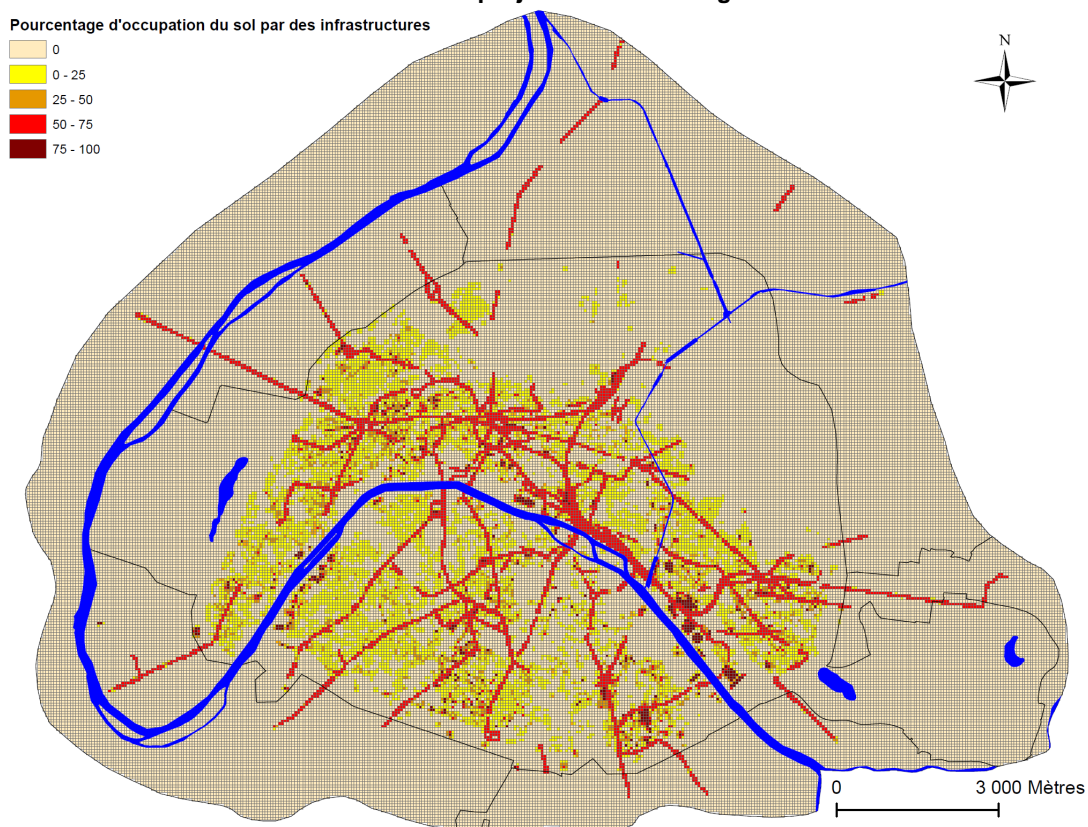 Pourcentage d'occupation du sol par des infrastructures
0
0 - 25
25 - 50
50 - 75
75 - 100
N
0
3 000 Mètres